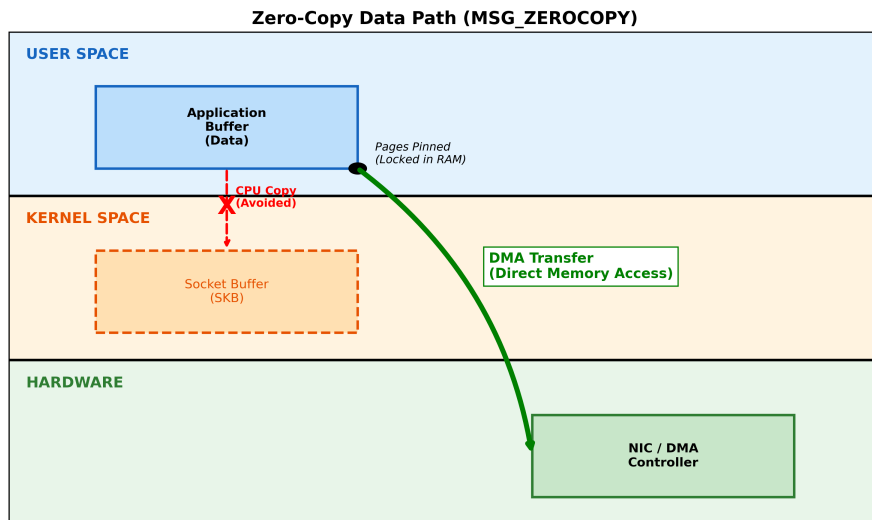 Zero-Copy Data Path (MSG_ZEROCOPY)
USER SPACE
Application
Buffer
(Data)
Pages Pinned
(Locked in RAM)
CPU Copy
(Avoided)
X
KERNEL SPACE
Socket Buffer
(SKB)
DMA Transfer
(Direct Memory Access)
HARDWARE
NIC / DMA
Controller